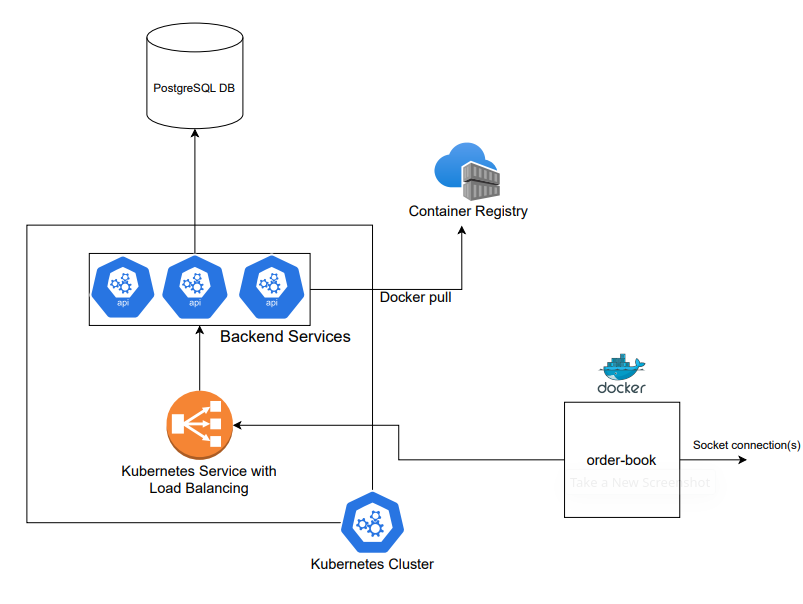 PostgreSQL DB
Container Registry
api
api
api
Docker pull
Backend Services
docker
Socket connection(s)
order-book
Kubernetes Service with
Load Balancing
Take a New Screenshot
Kubernetes Cluster